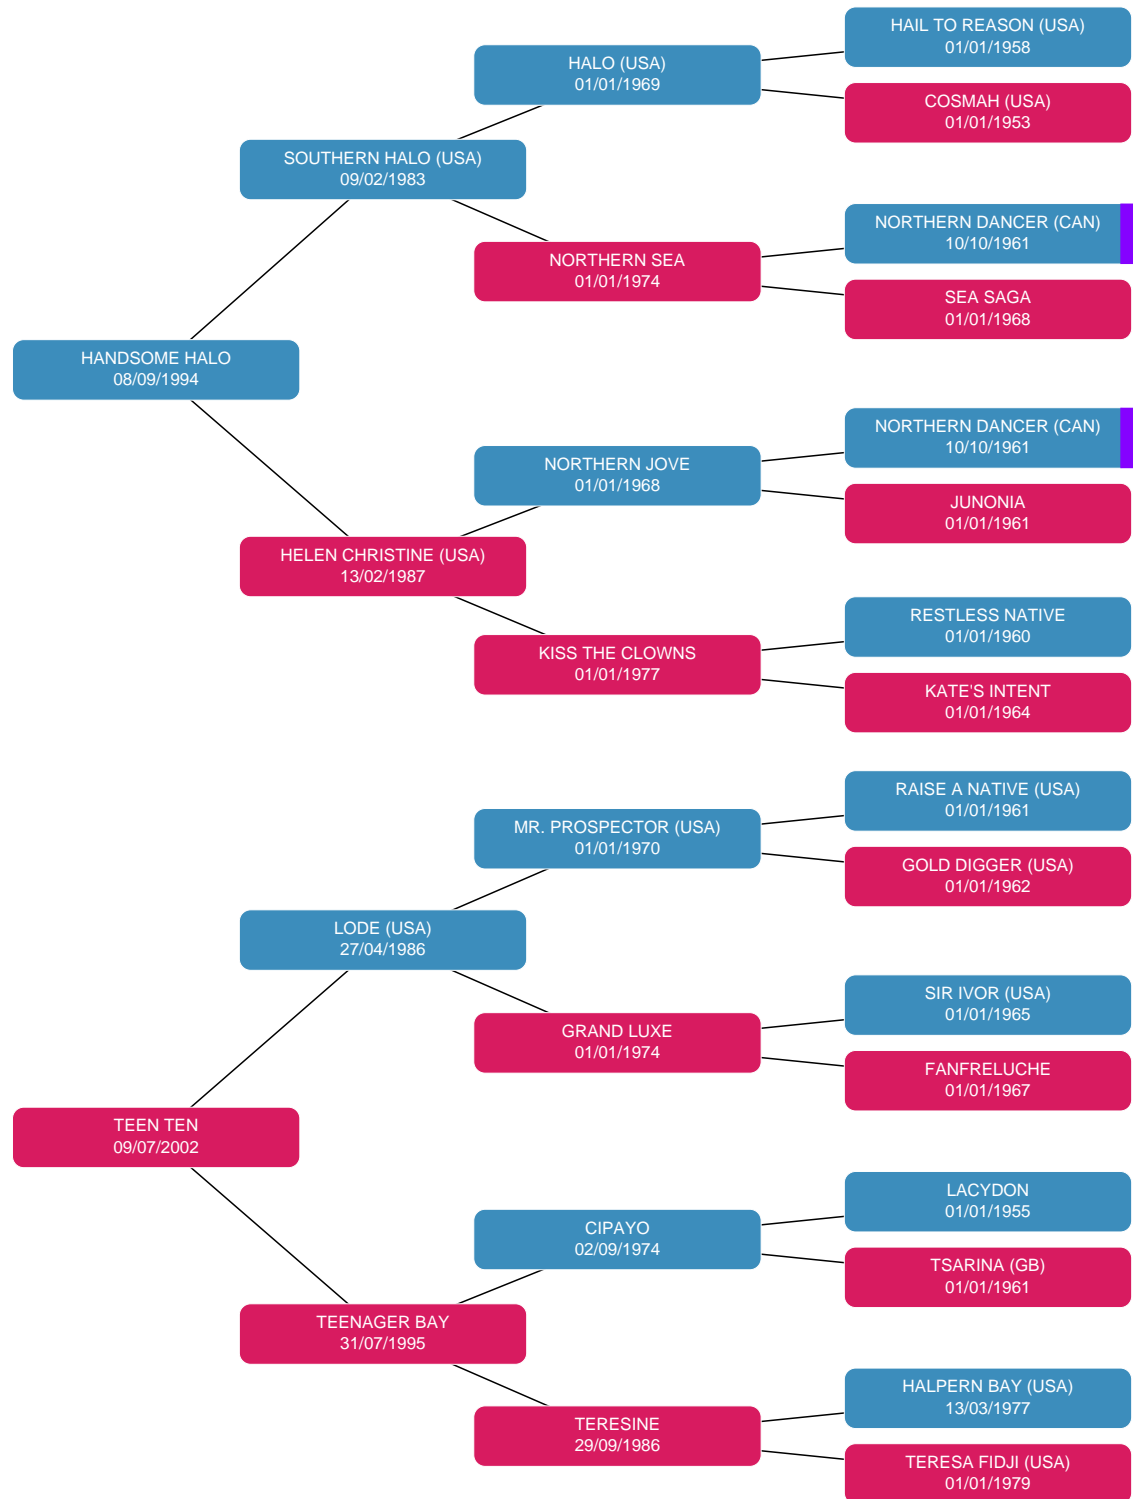 HAIL TO REASON (USA)
01/01/1958
HALO (USA)
01/01/1969
COSMAH (USA)
01/01/1953
SOUTHERN HALO (USA)
09/02/1983
NORTHERN DANCER (CAN)
10/10/1961
NORTHERN SEA
01/01/1974
SEA SAGA
01/01/1968
HANDSOME HALO
08/09/1994
NORTHERN DANCER (CAN)
10/10/1961
NORTHERN JOVE
01/01/1968
JUNONIA
01/01/1961
HELEN CHRISTINE (USA)
13/02/1987
RESTLESS NATIVE
01/01/1960
KISS THE CLOWNS
01/01/1977
KATE'S INTENT
01/01/1964
RAISE A NATIVE (USA)
01/01/1961
MR. PROSPECTOR (USA)
01/01/1970
GOLD DIGGER (USA)
01/01/1962
LODE (USA)
27/04/1986
SIR IVOR (USA)
01/01/1965
GRAND LUXE
01/01/1974
FANFRELUCHE
01/01/1967
TEEN TEN
09/07/2002
LACYDON
01/01/1955
CIPAYO
02/09/1974
TSARINA (GB)
01/01/1961
TEENAGER BAY
31/07/1995
HALPERN BAY (USA)
13/03/1977
TERESINE
29/09/1986
TERESA FIDJI (USA)
01/01/1979